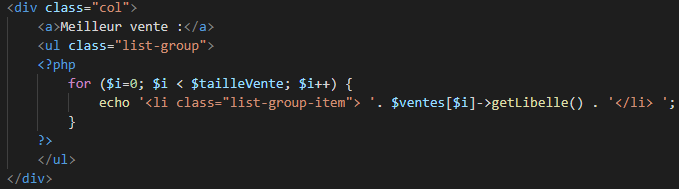 <div class="col">
    <a>Meilleur vente :</a>
    <ul class="list-group">
    <?php
        for ($i=0; $i < $tailleVente; $i++) {
            echo '<li class="list-group-item"> '. $ventes[$i]->getLibelle() . '</li> ';
        }
    ?>
    </ul>
</div>